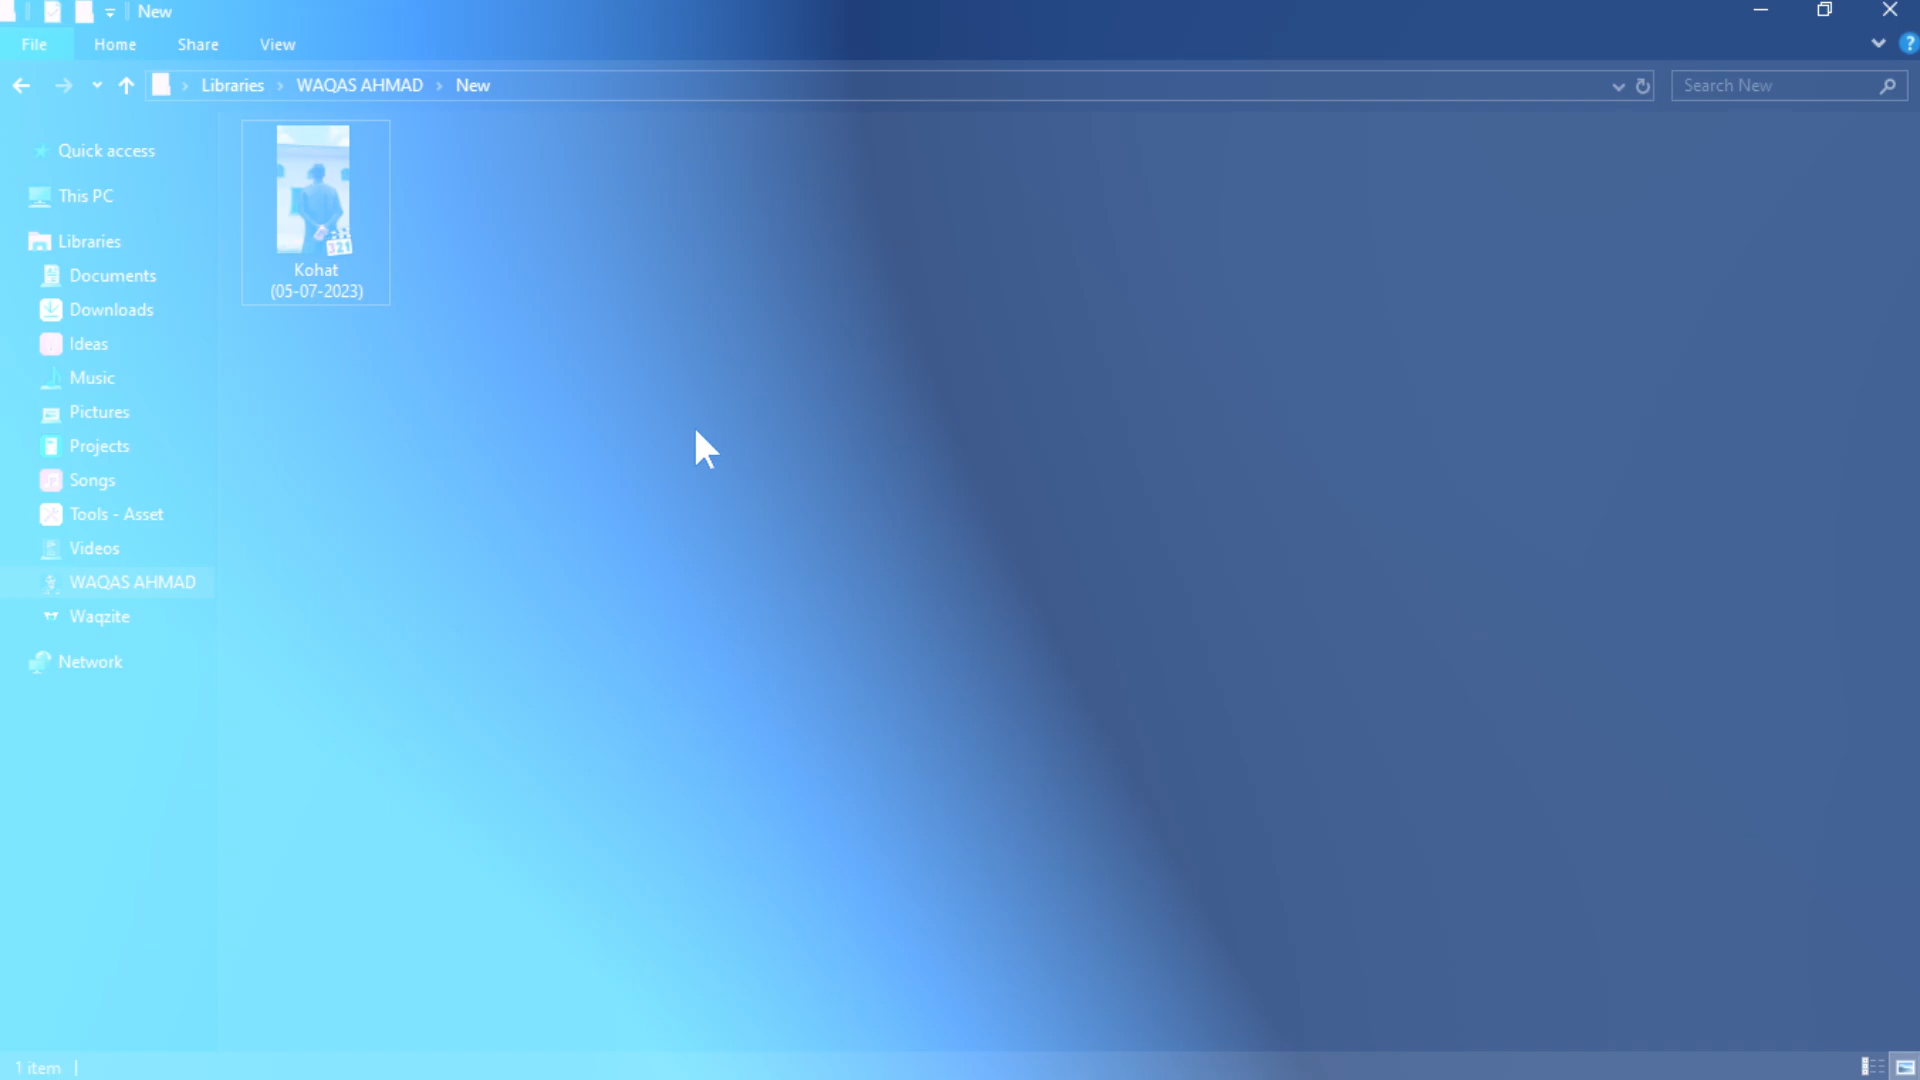 New
File
Home
Share
View
?
Libraries
WAQAS AHMAD
New
Search New
Quick access
This PC
Libraries
Documents
Downloads
Ideas
Music
Pictures
Projects
Songs
Tools - Asset
Videos
WAQAS AHMAD
Waqzite
Network
321
Kohat
(05-07-2023)
1 item